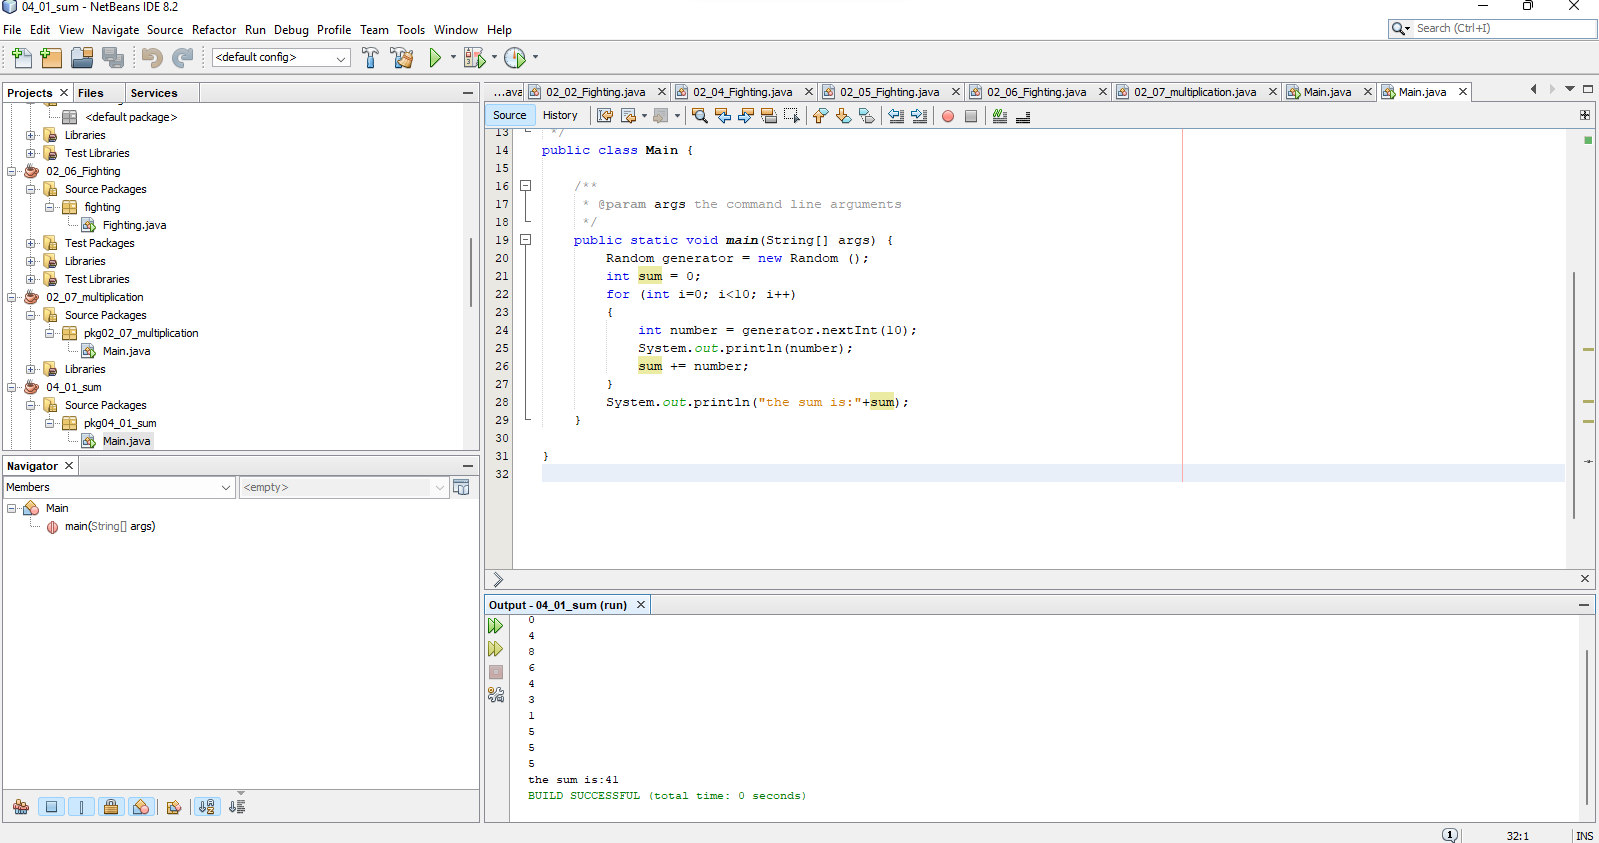 04_01_sum - NetBeans IDE 8.2
File Edit View Navigate Source Refactor Run Debug Profile Team Tools Window Help
Search (Ctrl+I)
<default config>
Projects Files Services
<default package>
Libraries
Test Libraries
02_06_Fighting
Source Packages
fighting
Fighting.java
Test Packages
Libraries
Test Libraries
02_07_multiplication
Source Packages
pkg02_07_multiplication
Main.java
Libraries
04_01_sum
Source Packages
pkg04_01_sum
Main.java
Navigator
Members
<empty>
Main
main(String[] args)
...ava 02_02_Fighting.java 02_04_Fighting.java 02_05_Fighting.java 02_06_Fighting.java 02_07_multiplication.java Main.java Main.java
Source History
13 */
14 public class Main {
15
16 /**
17 * @param args the command line arguments
18 */
19 public static void main(String[] args) {
20 Random generator = new Random ();
21 int sum = 0;
22 for (int i=0; i<10; i++)
23 {
24 int number = generator.nextInt(10);
25 System.out.println(number);
26 sum += number;
27 }
28 System.out.println("the sum is:"+sum);
29 }
30
31 }
32
Output - 04_01_sum (run)
0
4
8
6
4
3
1
5
5
5
the sum is:41
BUILD SUCCESSFUL (total time: 0 seconds)
1
32:1
INS